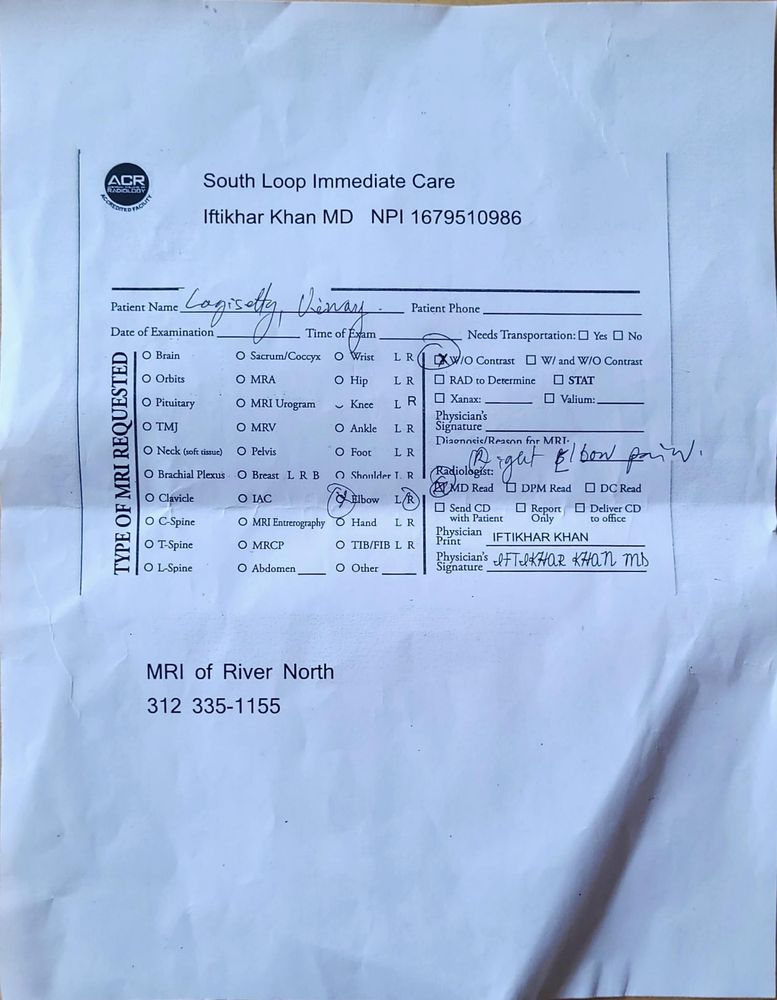 ACR
RADIOLOGY
ACCREDITED FACILITY
South Loop Immediate Care
Iftikhar Khan MD NPI 1679510986
Patient Name Lagisetty, Vinay. Patient Phone
Date of Examination Time of Exam Needs Transportation: ☐ Yes ☐ No
TYPE OF MRI REQUESTED
O Brain
O Orbits
O Pituitary
O TMJ
O Neck (soft tissue)
O Brachial Plexus
O Clavicle
O C-Spine
O T-Spine
O L-Spine
O Sacrum/Coccyx
O MRA
O MRI Urogram
O MRV
O Pelvis
O Breast L R B
O IAC
O MRI Entrerography
O MRCP
O Abdomen
O Wrist L R
O Hip L R
Knee L R
O Ankle L R
O Foot L R
O Shoulder L R
Elbow L R
O Hand L R
O TIB/FIB L R
O Other
☒ W/O Contrast ☐ W/ and W/O Contrast
☐ RAD to Determine ☐ STAT
☐ Xanax: ☐ Valium:
Physician's
Signature
Diagnosis/Reason for MRI:
Right Elbow pain.
Radiologist:
☒ MD Read ☐ DPM Read ☐ DC Read
☐ Send CD with Patient ☐ Report Only ☐ Deliver CD to office
Physician
Print IFTIKHAR KHAN
Physician's
Signature IFTIKHAR KHAN MD
MRI of River North
312 335-1155